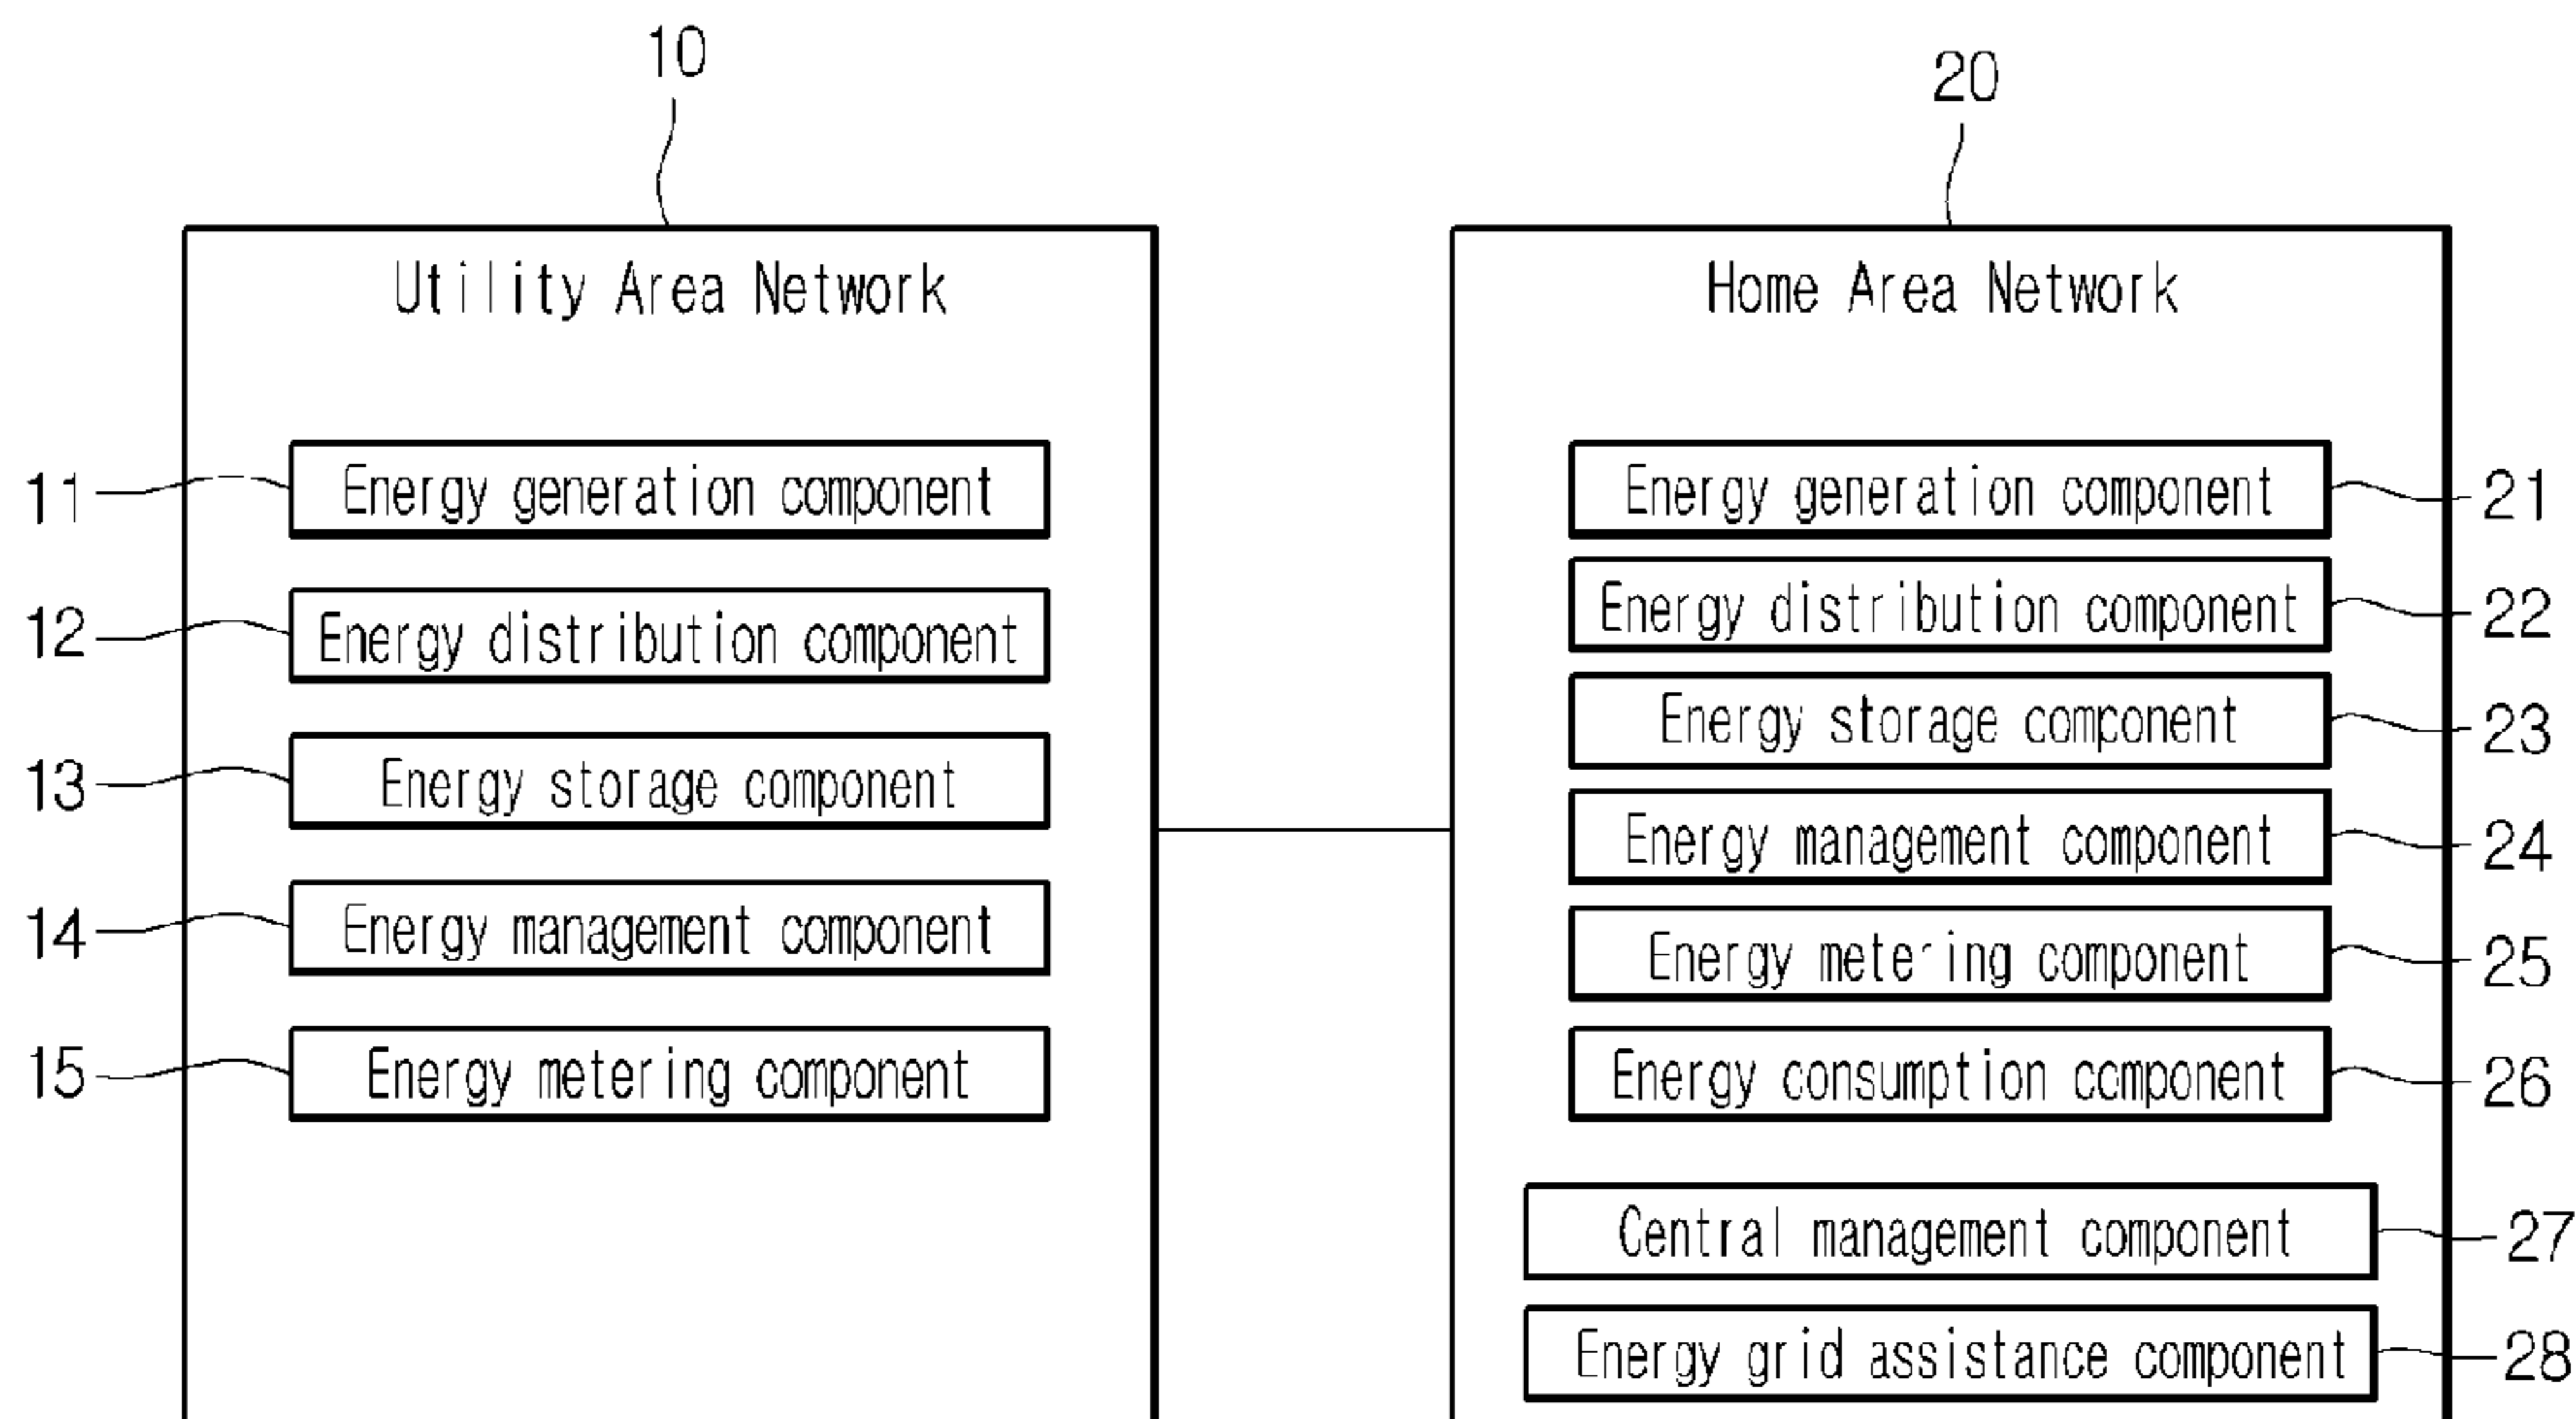 10
20
Utility Area Network
Home Area Network
11
Energy generation component
12
Energy distribution component
13
Energy storage component
14
Energy management component
15
Energy metering component
Energy generation component
21
Energy distribution component
22
Energy storage component
23
Energy management component
24
Energy metering component
25
Energy consumption component
26
Central management component
27
Energy grid assistance component
28